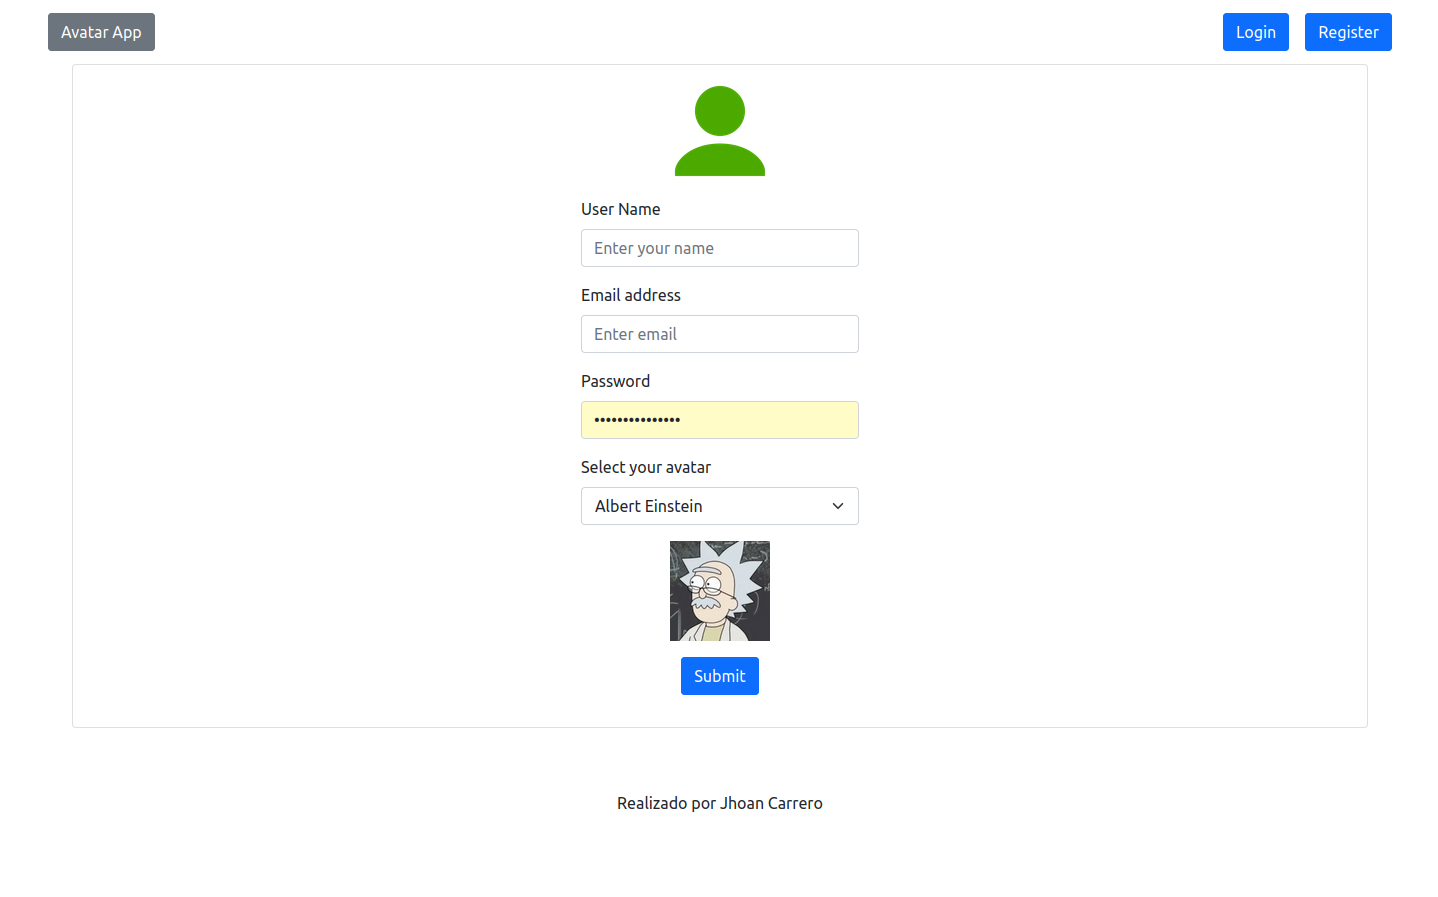 Avatar App
Login
Register
User Name
Enter your name
Email address
Enter email
Password
•••••••••••••••
Select your avatar
Albert Einstein
Submit
Realizado por Jhoan Carrero